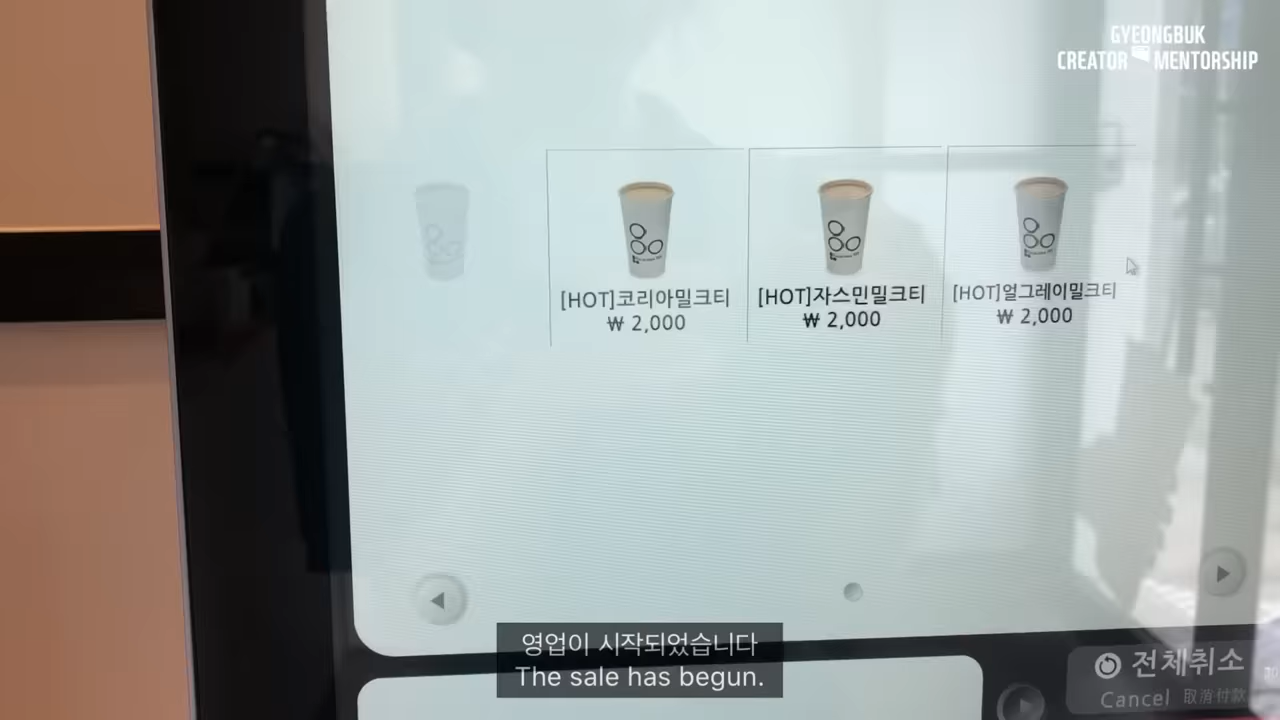 GYEONGBUK
CREATOR MENTORSHIP
[HOT]코리아밀크티
₩ 2,000
[HOT]자스민밀크티
₩ 2,000
[HOT]얼그레이밀크티
₩ 2,000
영업이 시작되었습니다
The sale has begun.
전체취소
Cancel 取消付款